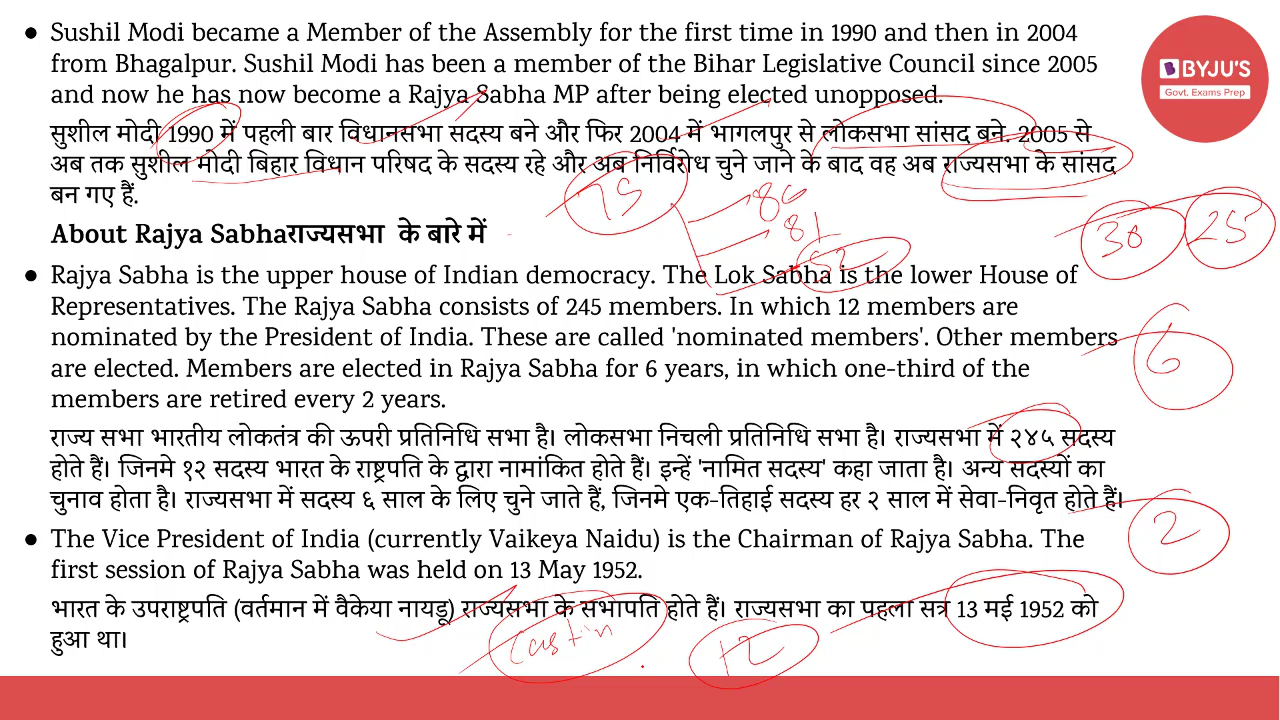 ● Sushil Modi became a Member of the Assembly for the first time in 1990 and then in 2004
from Bhagalpur. Sushil Modi has been a member of the Bihar Legislative Council since 2005
and now he has now become a Rajya Sabha MP after being elected unopposed.
सुशील मोदी 1990 में पहली बार विधानसभा सदस्य बने और फिर 2004 में भागलपुर से लोकसभा सांसद बने. 2005 से
अब तक सुशील मोदी बिहार विधान परिषद के सदस्य रहे और अब निर्विरोध चुने जाने के बाद वह अब राज्यसभा के सांसद
बन गए हैं.
BYJU'S
Govt. Exams Prep
75
80
81
82
30
25
About Rajya Sabhaराज्यसभा के बारे में
● Rajya Sabha is the upper house of Indian democracy. The Lok Sabha is the lower House of
Representatives. The Rajya Sabha consists of 245 members. In which 12 members are
nominated by the President of India. These are called 'nominated members'. Other members
are elected. Members are elected in Rajya Sabha for 6 years, in which one-third of the
members are retired every 2 years.
6
राज्य सभा भारतीय लोकतंत्र की ऊपरी प्रतिनिधि सभा है। लोकसभा निचली प्रतिनिधि सभा है। राज्यसभा में २४५ सदस्य
होते हैं। जिनमे १२ सदस्य भारत के राष्ट्रपति के द्वारा नामांकित होते हैं। इन्हें 'नामित सदस्य' कहा जाता है। अन्य सदस्यों का
चुनाव होता है। राज्यसभा में सदस्य ६ साल के लिए चुने जाते हैं, जिनमे एक-तिहाई सदस्य हर २ साल में सेवा-निवृत होते हैं।
2
● The Vice President of India (currently Vaikeya Naidu) is the Chairman of Rajya Sabha. The
first session of Rajya Sabha was held on 13 May 1952.
भारत के उपराष्ट्रपति (वर्तमान में वैकेया नायडू) राज्यसभा के सभापति होते हैं। राज्यसभा का पहला सत्र 13 मई 1952 को
हुआ था।
Castin
12